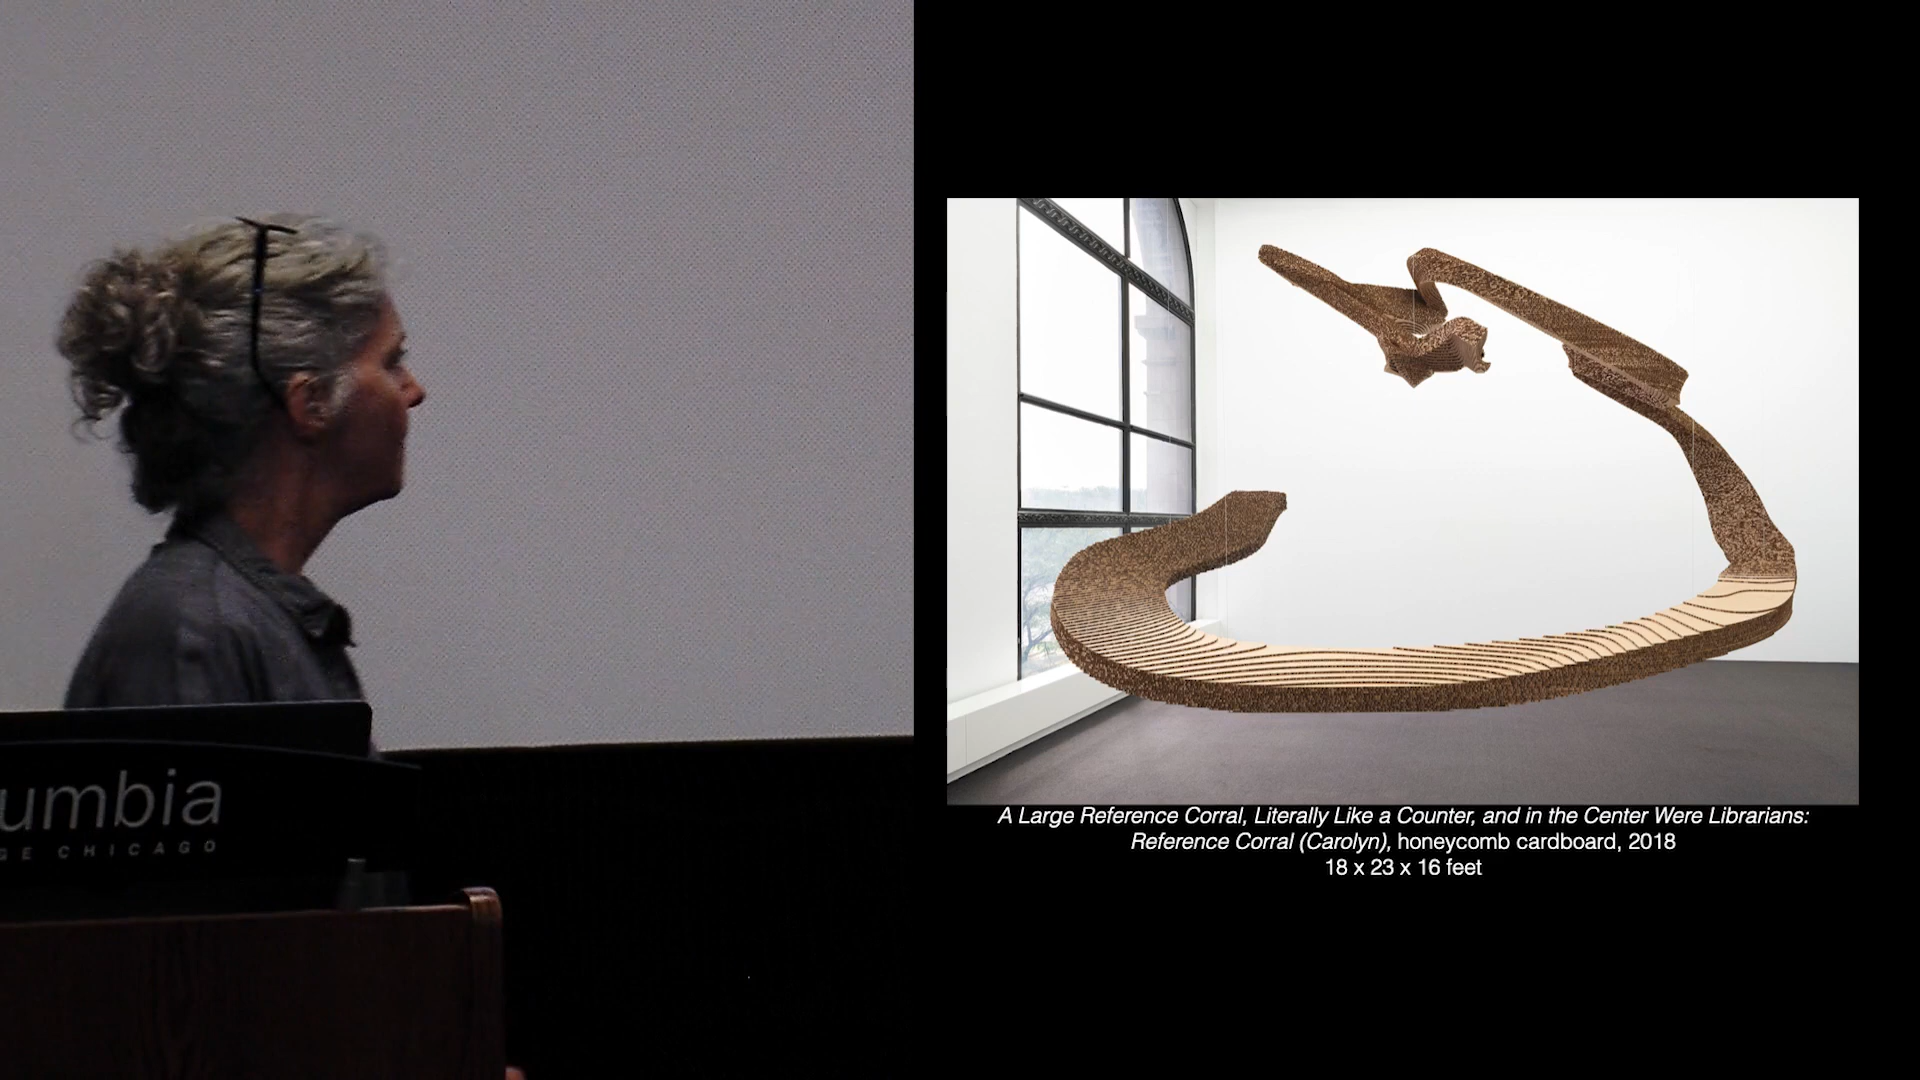 umbia
GE CHICAGO
A Large Reference Corral, Literally Like a Counter, and in the Center Were Librarians:
Reference Corral (Carolyn), honeycomb cardboard, 2018
18 x 23 x 16 feet